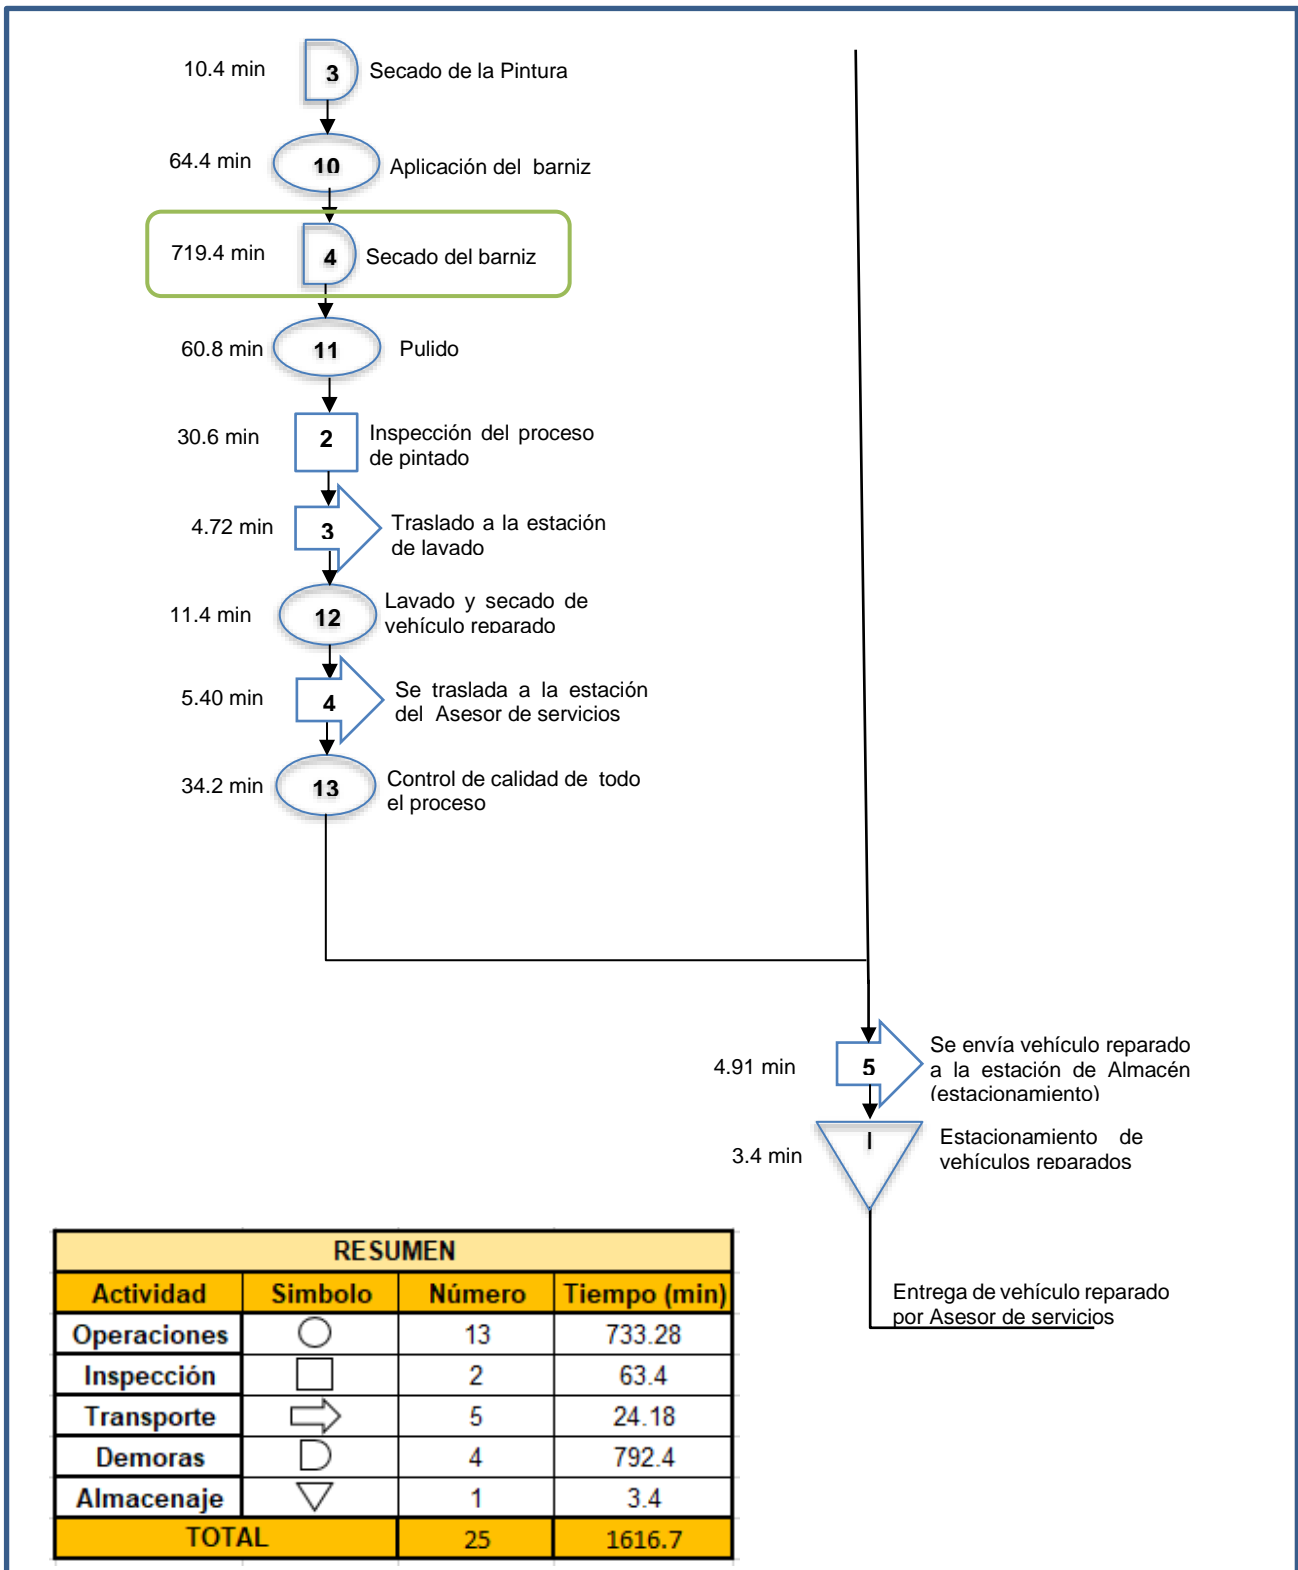 10.4 min
3
Secado de la Pintura
64.4 min
10
Aplicación del barniz
719.4 min
4
Secado del barniz
60.8 min
11
Pulido
30.6 min
2
Inspección del proceso
de pintado
4.72 min
3
Traslado a la estación
de lavado
11.4 min
12
Lavado y secado de
vehículo reparado
5.40 min
4
Se traslada a la estación
del Asesor de servicios
34.2 min
13
Control de calidad de todo
el proceso
4.91 min
5
Se envía vehículo reparado
a la estación de Almacén
(estacionamiento)
3.4 min
I
Estacionamiento de
vehículos reparados
Entrega de vehículo reparado
por Asesor de servicios
RESUMEN
Actividad Simbolo Número Tiempo (min)
Operaciones 13 733.28
Inspección 2 63.4
Transporte 5 24.18
Demoras 4 792.4
Almacenaje 1 3.4
TOTAL 25 1616.7